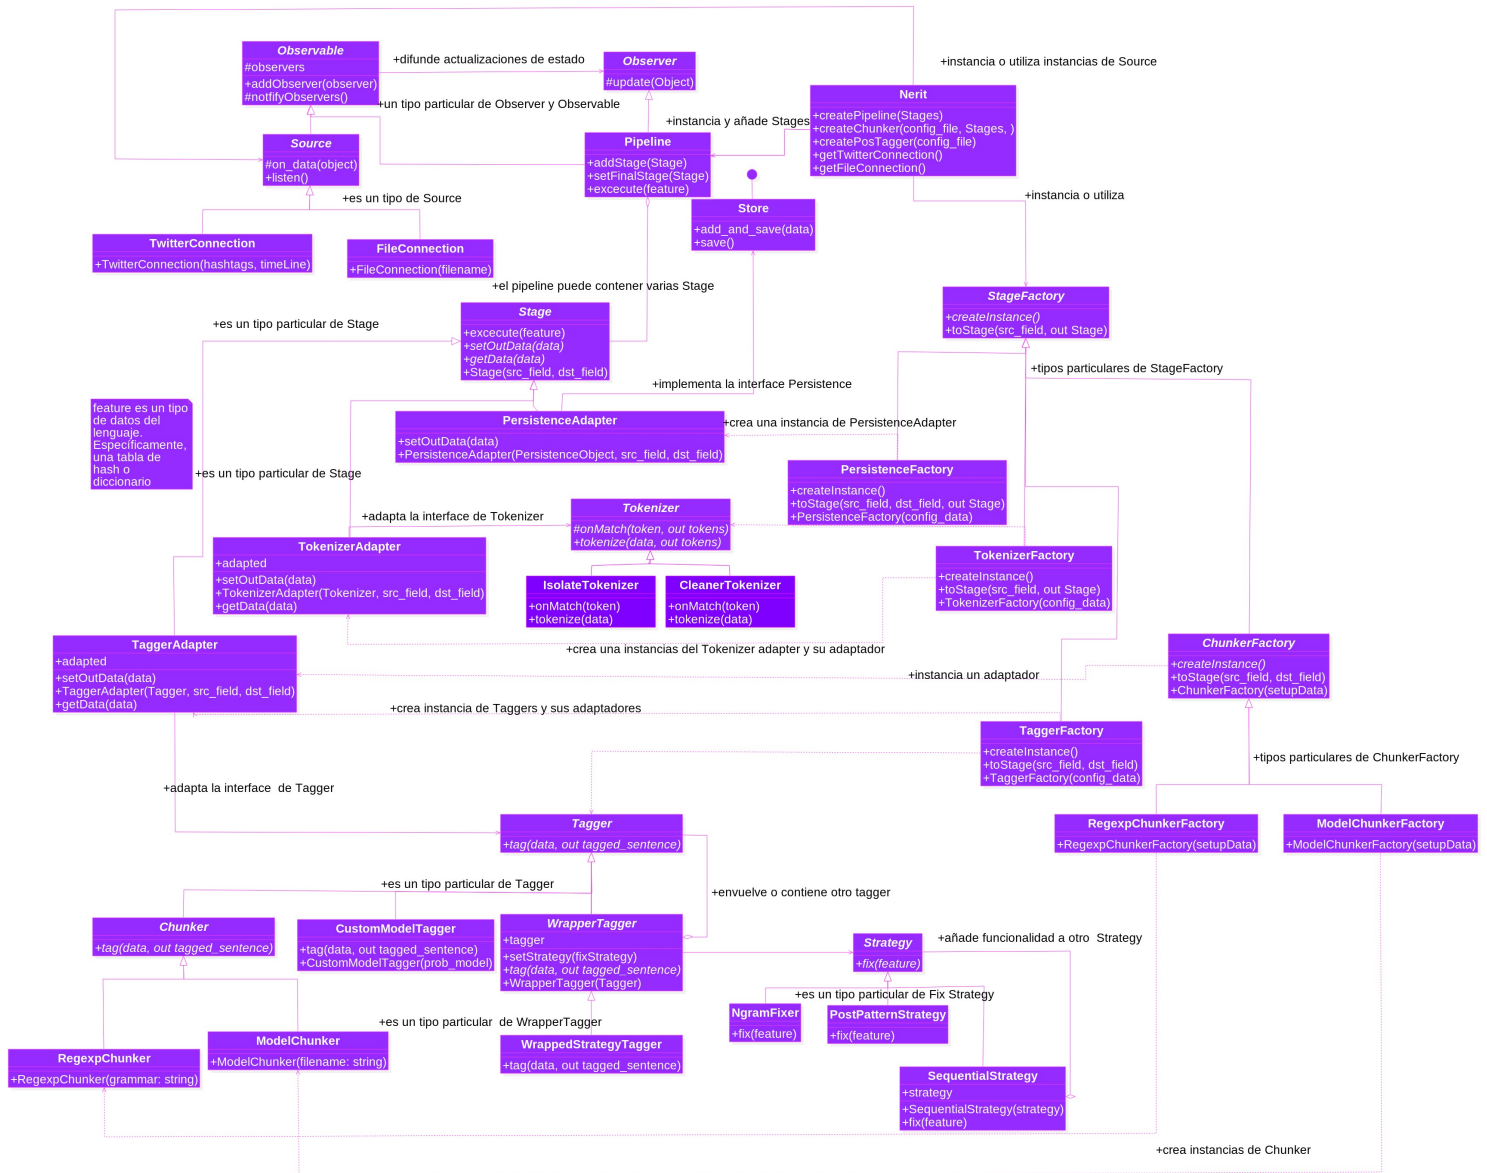 Observable
#observers
+addObserver(observer)
#notfifyObservers()
+difunde actualizaciones de estado
Observer
#update(Object)
+instancia o utiliza instancias de Source
Nerit
+createPipeline(Stages)
+createChunker(config_file, Stages, )
+createPosTagger(config_file)
+getTwitterConnection()
+getFileConnection()
+un tipo particular de Observer y Observable
+instancia y añade Stages
Source
#on_data(object)
+listen()
Pipeline
+addStage(Stage)
+setFinalStage(Stage)
+excecute(feature)
+es un tipo de Source
Store
+add_and_save(data)
+save()
+instancia o utiliza
TwitterConnection
+TwitterConnection(hashtags, timeLine)
FileConnection
+FileConnection(filename)
+el pipeline puede contener varias Stage
StageFactory
+createInstance()
+toStage(src_field, out Stage)
+es un tipo particular de Stage
Stage
+excecute(feature)
+setOutData(data)
+getData(data)
+Stage(src_field, dst_field)
+tipos particulares de StageFactory
+implementa la interface Persistence
feature es un tipo
de datos del
lenguaje.
Específicamente,
una tabla de
hash o
diccionario
PersistenceAdapter
+setOutData(data)
+PersistenceAdapter(PersistenceObject, src_field, dst_field)
+crea una instancia de PersistenceAdapter
+es un tipo particular de Stage
PersistenceFactory
+createInstance()
+toStage(src_field, dst_field, out Stage)
+PersistenceFactory(config_data)
+adapta la interface de Tokenizer
Tokenizer
#onMatch(token, out tokens)
+tokenize(data, out tokens)
TokenizerAdapter
+adapted
+setOutData(data)
+TokenizerAdapter(Tokenizer, src_field, dst_field)
+getData(data)
IsolateTokenizer
+onMatch(token)
+tokenize(data)
CleanerTokenizer
+onMatch(token)
+tokenize(data)
TokenizerFactory
+createInstance()
+toStage(src_field, out Stage)
+TokenizerFactory(config_data)
+crea una instancias del Tokenizer adapter y su adaptador
TaggerAdapter
+adapted
+setOutData(data)
+TaggerAdapter(Tagger, src_field, dst_field)
+getData(data)
+instancia un adaptador
ChunkerFactory
+createInstance()
+toStage(src_field, dst_field)
+ChunkerFactory(setupData)
+crea instancia de Taggers y sus adaptadores
TaggerFactory
+createInstance()
+toStage(src_field, dst_field)
+TaggerFactory(config_data)
+tipos particulares de ChunkerFactory
+adapta la interface  de Tagger
Tagger
+tag(data, out tagged_sentence)
RegexpChunkerFactory
+RegexpChunkerFactory(setupData)
ModelChunkerFactory
+ModelChunkerFactory(setupData)
+es un tipo particular de Tagger
+envuelve o contiene otro tagger
Chunker
+tag(data, out tagged_sentence)
CustomModelTagger
+tag(data, out tagged_sentence)
+CustomModelTagger(prob_model)
WrapperTagger
+tagger
+setStrategy(fixStrategy)
+tag(data, out tagged_sentence)
+WrapperTagger(Tagger)
Strategy
+fix(feature)
+añade funcionalidad a otro  Strategy
+es un tipo particular de Fix Strategy
NgramFixer
+fix(feature)
PostPatternStrategy
+fix(feature)
+es un tipo particular  de WrapperTagger
RegexpChunker
+RegexpChunker(grammar: string)
ModelChunker
+ModelChunker(filename: string)
WrappedStrategyTagger
+tag(data, out tagged_sentence)
SequentialStrategy
+strategy
+SequentialStrategy(strategy)
+fix(feature)
+crea instancias de Chunker